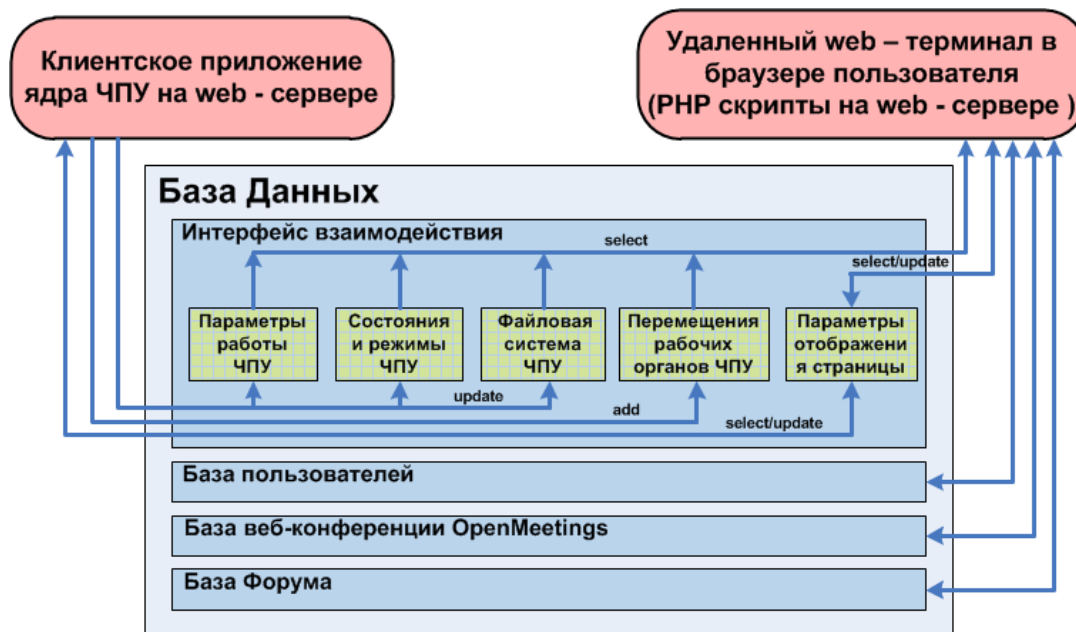 Клиентское приложение
ядра ЧПУ на web - сервере
Удаленный web – терминал в
браузере пользователя
(PHP скрипты на web - сервере )
База Данных
Интерфейс взаимодействия
select
select/update
Параметры
работы
ЧПУ
Состояния
и режимы
ЧПУ
Файловая
система
ЧПУ
Перемещения
рабочих
органов ЧПУ
Параметры
отображени
я страницы
update
add
select/update
База пользователей
База веб-конференции OpenMeetings
База Форума